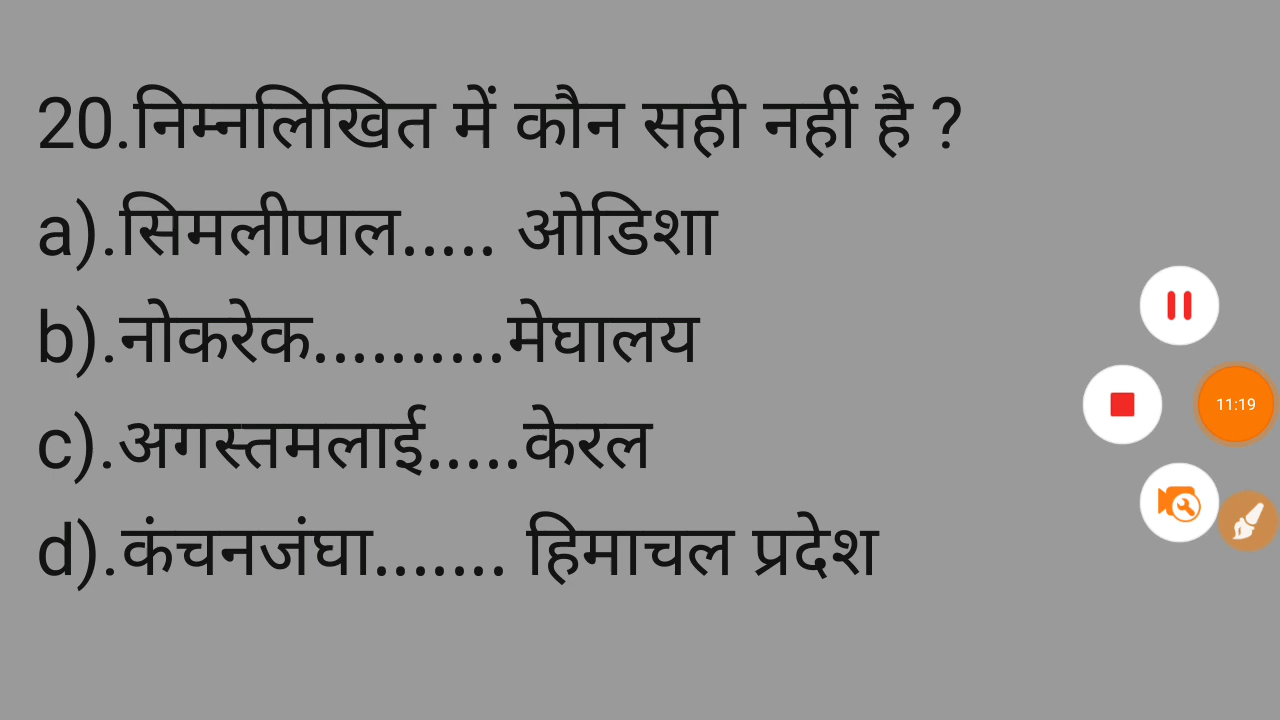 20.निम्नलिखित में कौन सही नहीं है ?
a).सिमलीपाल..... ओडिशा
b).नोकरेक..........मेघालय
c).अगस्तमलाई.....केरल
d).कंचनजंघा....... हिमाचल प्रदेश
11:19